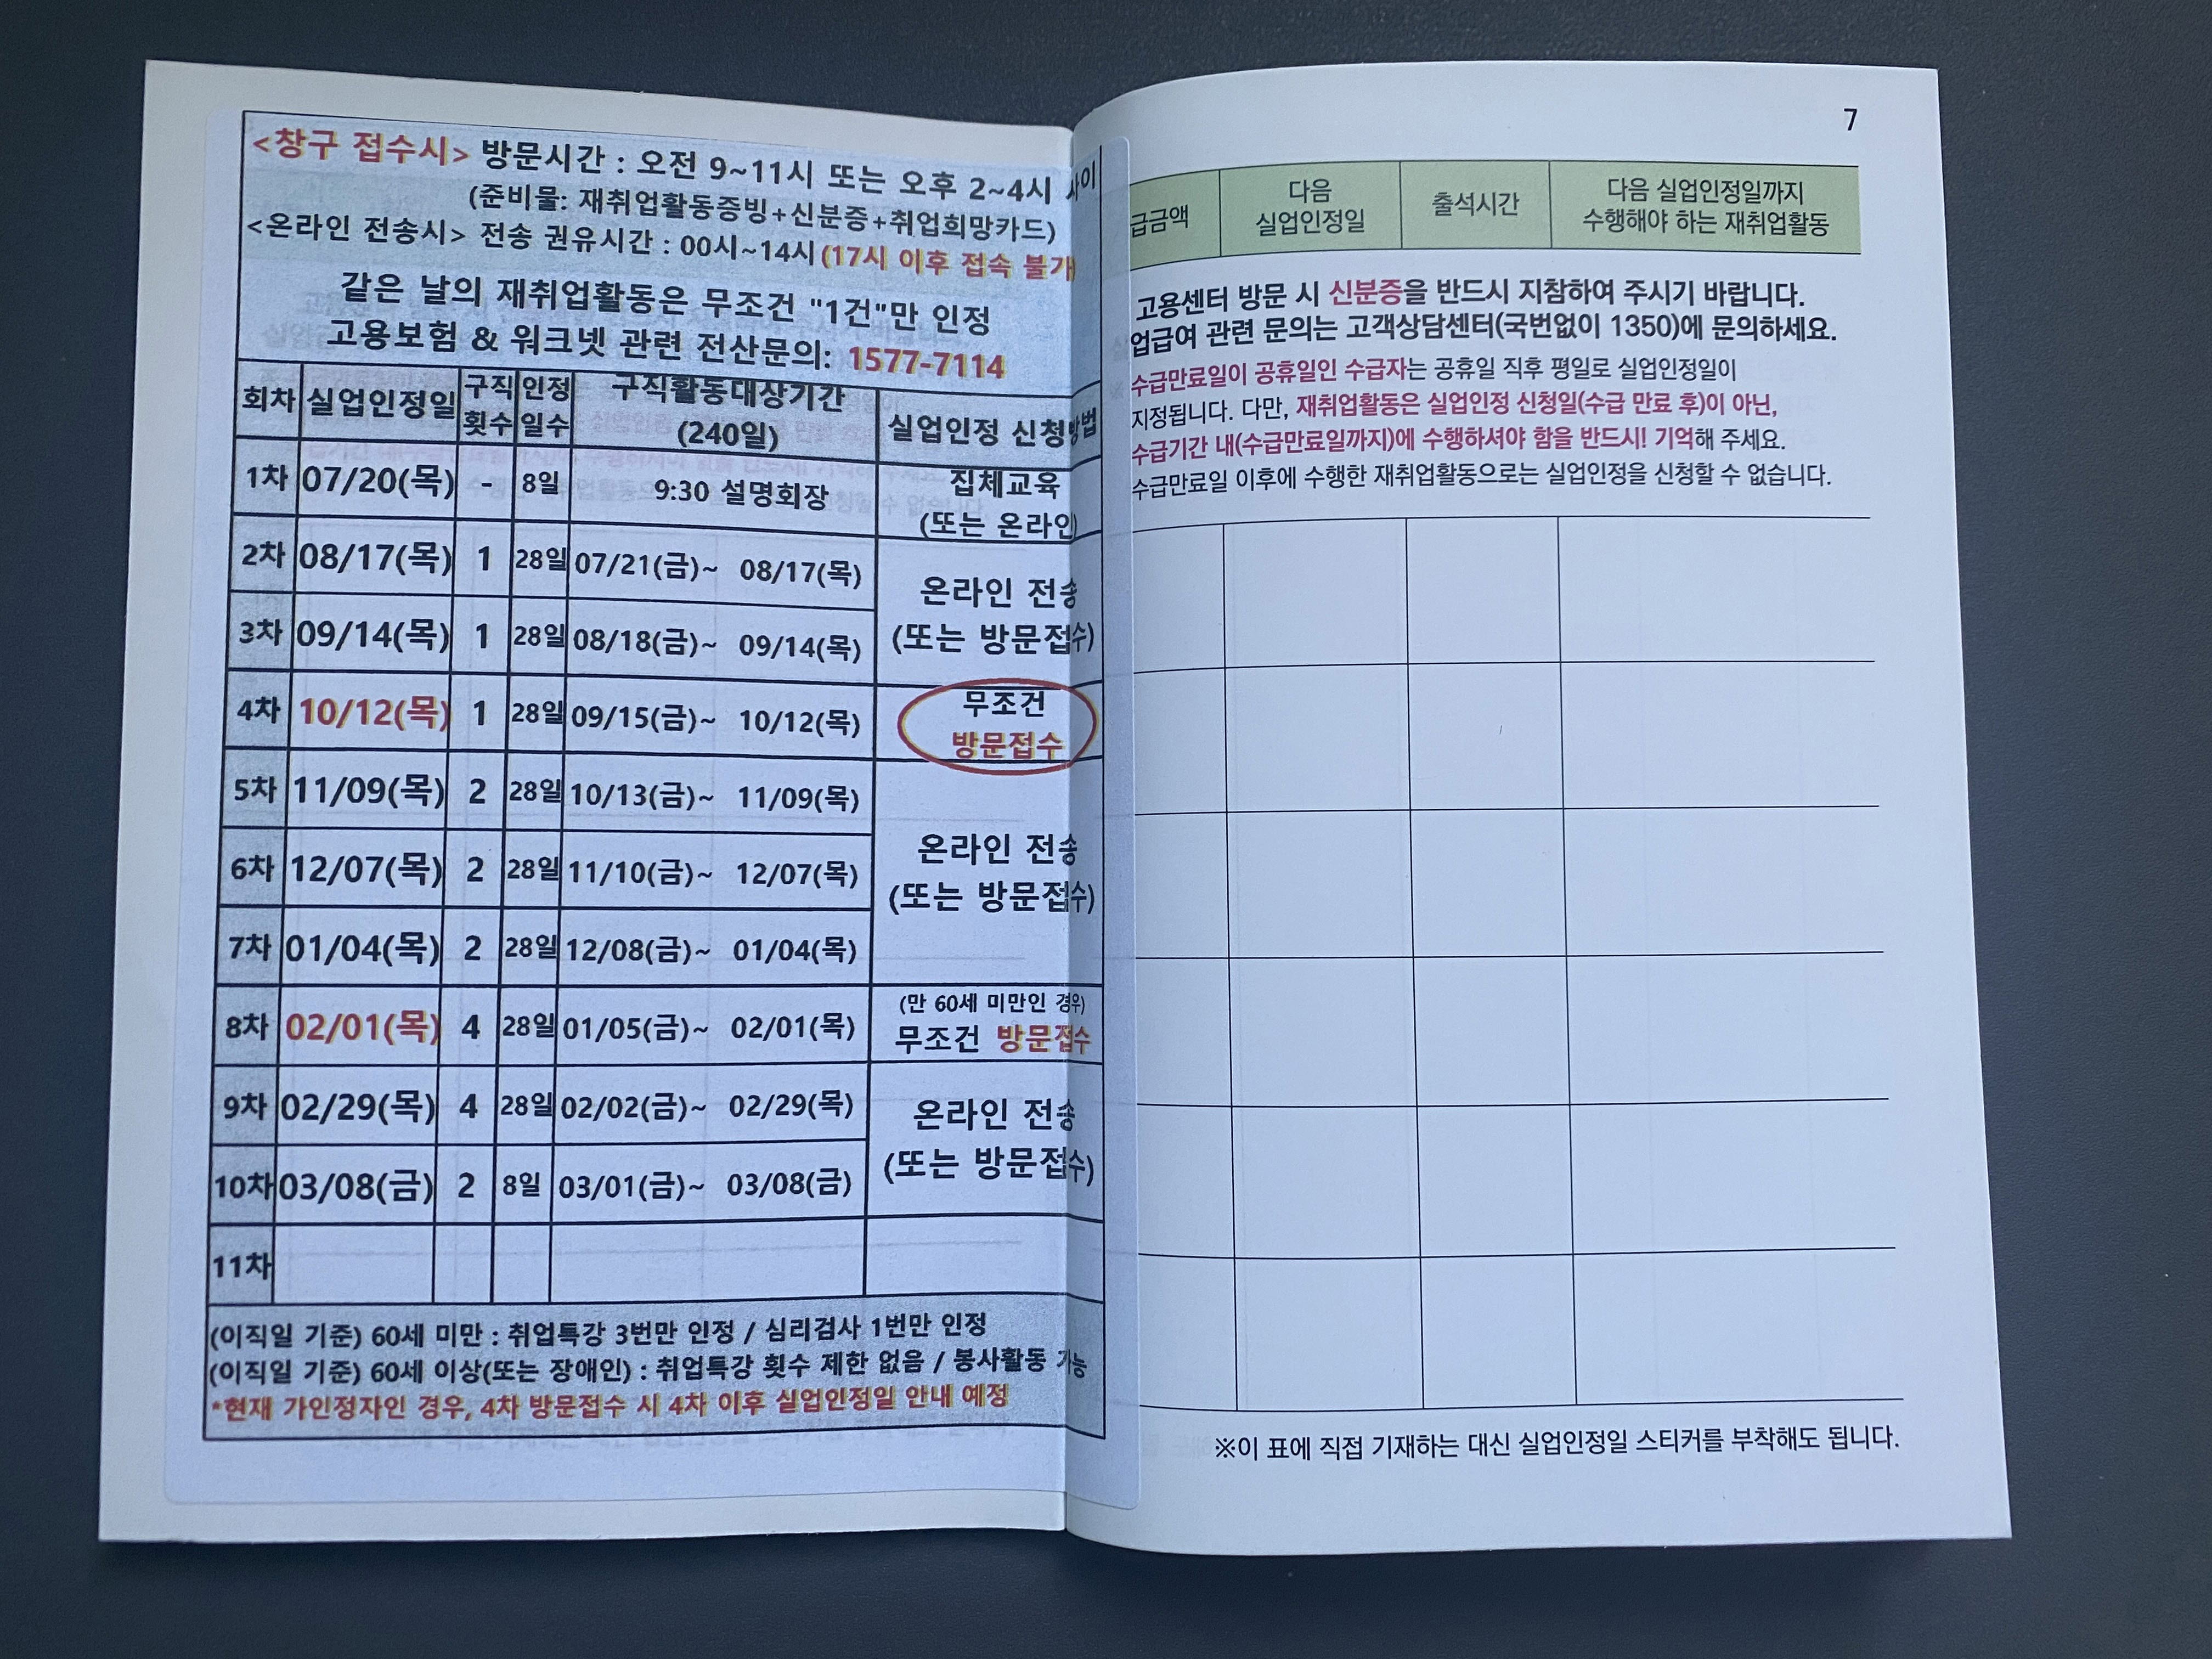 <창구 접수시> 방문시간 : 오전 9~11시 또는 오후 2~4시 사이
(준비물: 재취업활동증빙+신분증+취업희망카드)
<온라인 전송시> 전송 권유시간 : 00시~14시(17시 이후 접속 불가)
같은 날의 재취업활동은 무조건 "1건"만 인정
고용보험 & 워크넷 관련 전산문의: 1577-7114
회차 실업인정일 구직횟수 인정일수 구직활동대상기간(240일) 실업인정 신청방법
1차 07/20(목) - 8일 9:30 설명회장 집체교육
(또는 온라인)
2차 08/17(목) 1 28일 07/21(금)~ 08/17(목)
온라인 전송
(또는 방문접수)
3차 09/14(목) 1 28일 08/18(금)~ 09/14(목)
4차 10/12(목) 1 28일 09/15(금)~ 10/12(목)
무조건
방문접수
5차 11/09(목) 2 28일 10/13(금)~ 11/09(목)
6차 12/07(목) 2 28일 11/10(금)~ 12/07(목)
온라인 전송
(또는 방문접수)
7차 01/04(목) 2 28일 12/08(금)~ 01/04(목)
8차 02/01(목) 4 28일 01/05(금)~ 02/01(목)
(만 60세 미만인 경우)
무조건 방문접수
9차 02/29(목) 4 28일 02/02(금)~ 02/29(목)
온라인 전송
(또는 방문접수)
10차 03/08(금) 2 8일 03/01(금)~ 03/08(금)
11차
(이직일 기준) 60세 미만 : 취업특강 3번만 인정 / 심리검사 1번만 인정
(이직일 기준) 60세 이상(또는 장애인) : 취업특강 횟수 제한 없음 / 봉사활동 가능
*현재 가인정자인 경우, 4차 방문접수 시 4차 이후 실업인정일 안내 예정
7
급금액
다음
실업인정일
출석시간
다음 실업인정일까지
수행해야 하는 재취업활동
고용센터 방문 시 신분증을 반드시 지참하여 주시기 바랍니다.
업급여 관련 문의는 고객상담센터(국번없이 1350)에 문의하세요.
수급만료일이 공휴일인 수급자는 공휴일 직후 평일로 실업인정일이
지정됩니다. 다만, 재취업활동은 실업인정 신청일(수급 만료 후)이 아닌,
수급기간 내(수급만료일까지)에 수행하셔야 함을 반드시! 기억해 주세요.
수급만료일 이후에 수행한 재취업활동으로는 실업인정을 신청할 수 없습니다.
※이 표에 직접 기재하는 대신 실업인정일 스티커를 부착해도 됩니다.